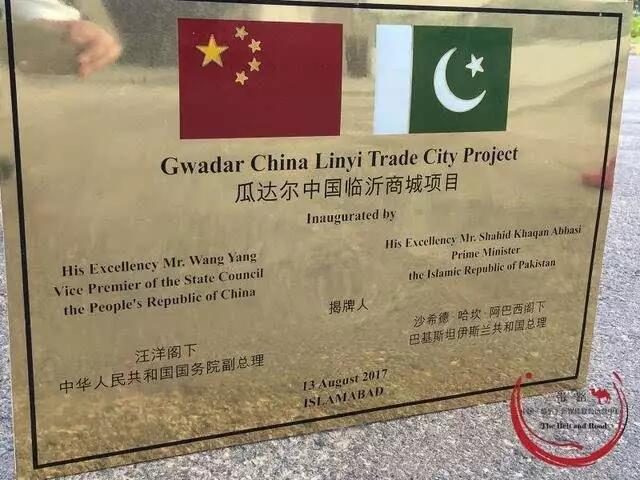 Gwadar China Linyi Trade City Project
瓜达尔中国临沂商城项目
Inaugurated by
His Excellency Mr. Wang Yang
Vice Premier of the State Council
the People's Republic of China
His Excellency Mr. Shahid Khaqan Abbasi
Prime Minister
the Islamic Republic of Pakistan
揭牌人
汪洋阁下
中华人民共和国国务院副总理
沙希德·哈坎·阿巴西阁下
巴基斯坦伊斯兰共和国总理
13 August 2017
ISLAMABAD
The Belt and Road